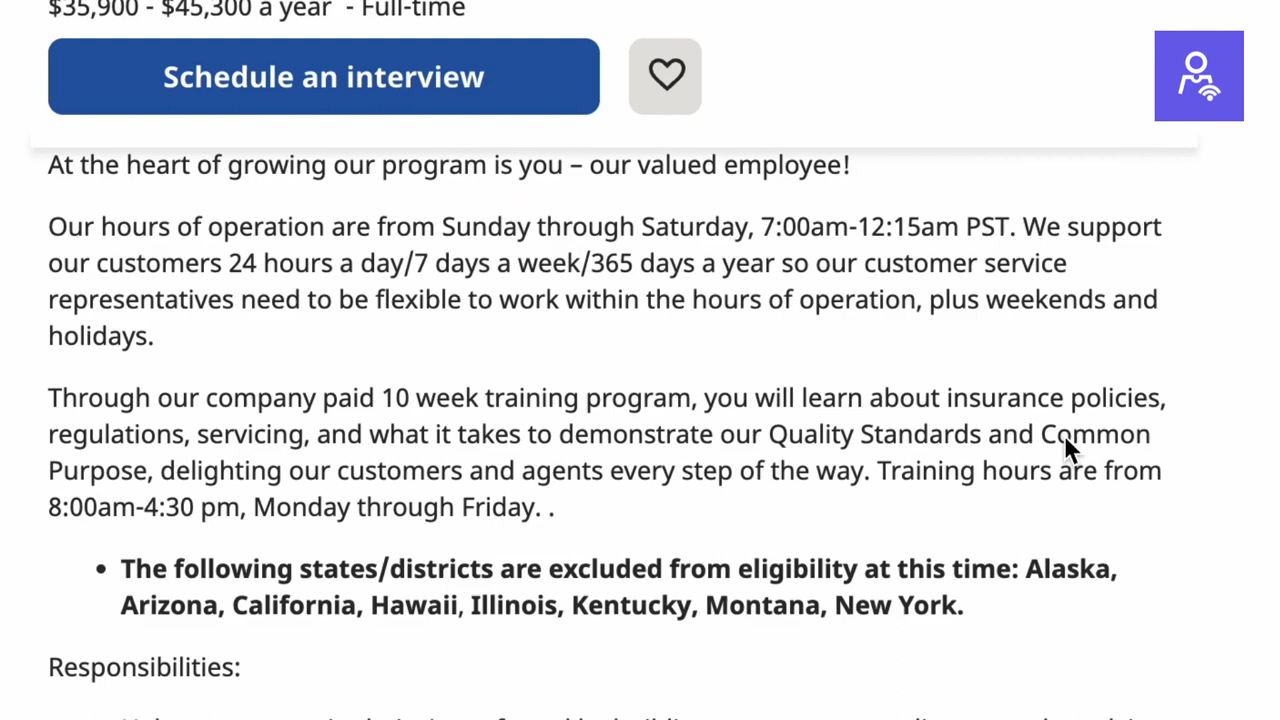 $35,900 - $45,300 a year - Full-time
Schedule an interview
At the heart of growing our program is you – our valued employee!
Our hours of operation are from Sunday through Saturday, 7:00am-12:15am PST. We support
our customers 24 hours a day/7 days a week/365 days a year so our customer service
representatives need to be flexible to work within the hours of operation, plus weekends and
holidays.
Through our company paid 10 week training program, you will learn about insurance policies,
regulations, servicing, and what it takes to demonstrate our Quality Standards and Common
Purpose, delighting our customers and agents every step of the way. Training hours are from
8:00am-4:30 pm, Monday through Friday. .
• The following states/districts are excluded from eligibility at this time: Alaska,
Arizona, California, Hawaii, Illinois, Kentucky, Montana, New York.
Responsibilities: